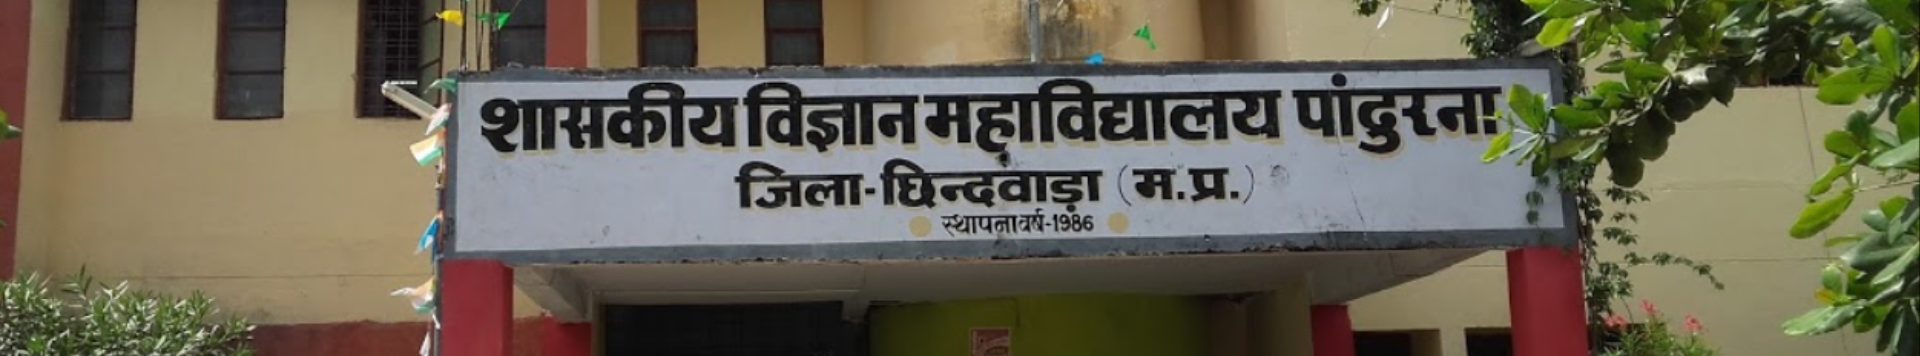 शासकीय विज्ञान महाविद्यालय पांदुरना
जिला-छिन्दवाड़ा (म.प्र.)
स्थापना वर्ष-1986